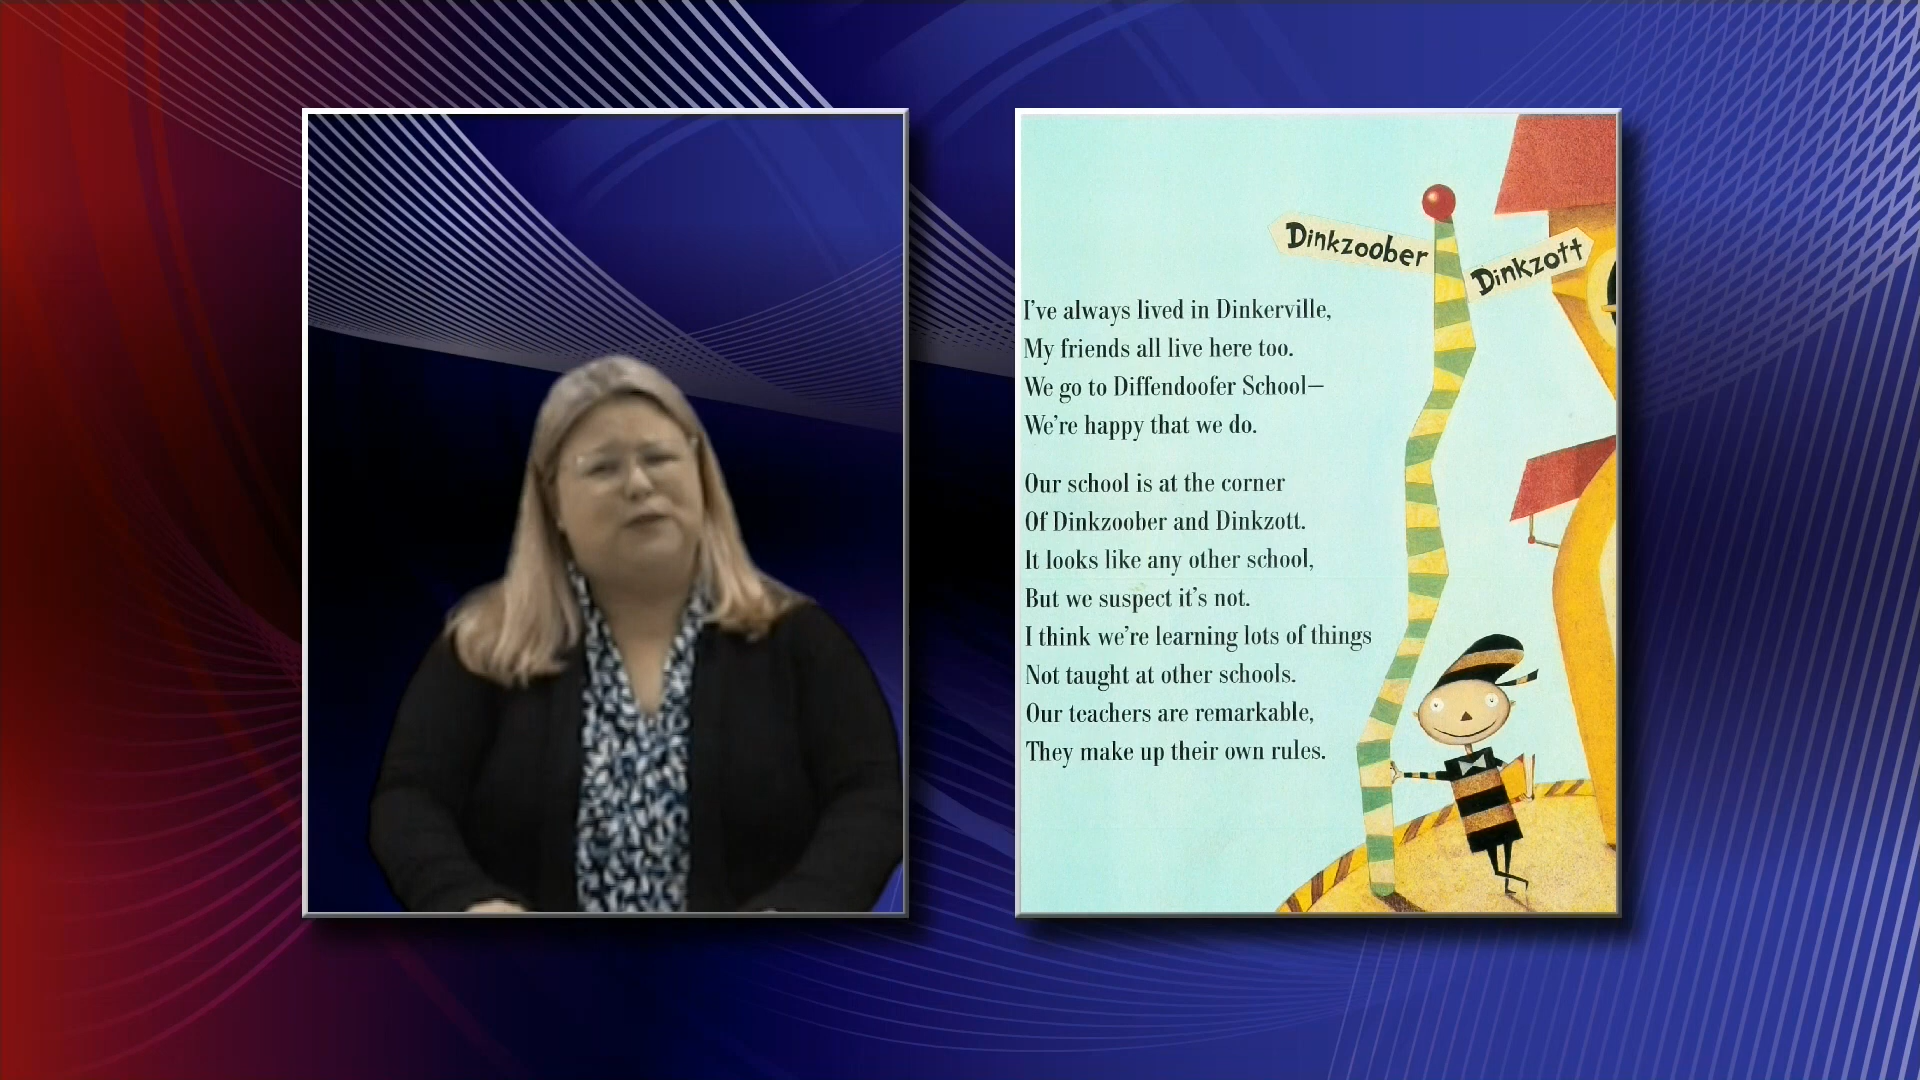 Dinkzoober
Dinkzott
I've always lived in Dinkerville,
My friends all live here too.
We go to Diffendoofer School—
We're happy that we do.
Our school is at the corner
Of Dinkzoober and Dinkzott.
It looks like any other school,
But we suspect it's not.
I think we're learning lots of things
Not taught at other schools.
Our teachers are remarkable,
They make up their own rules.